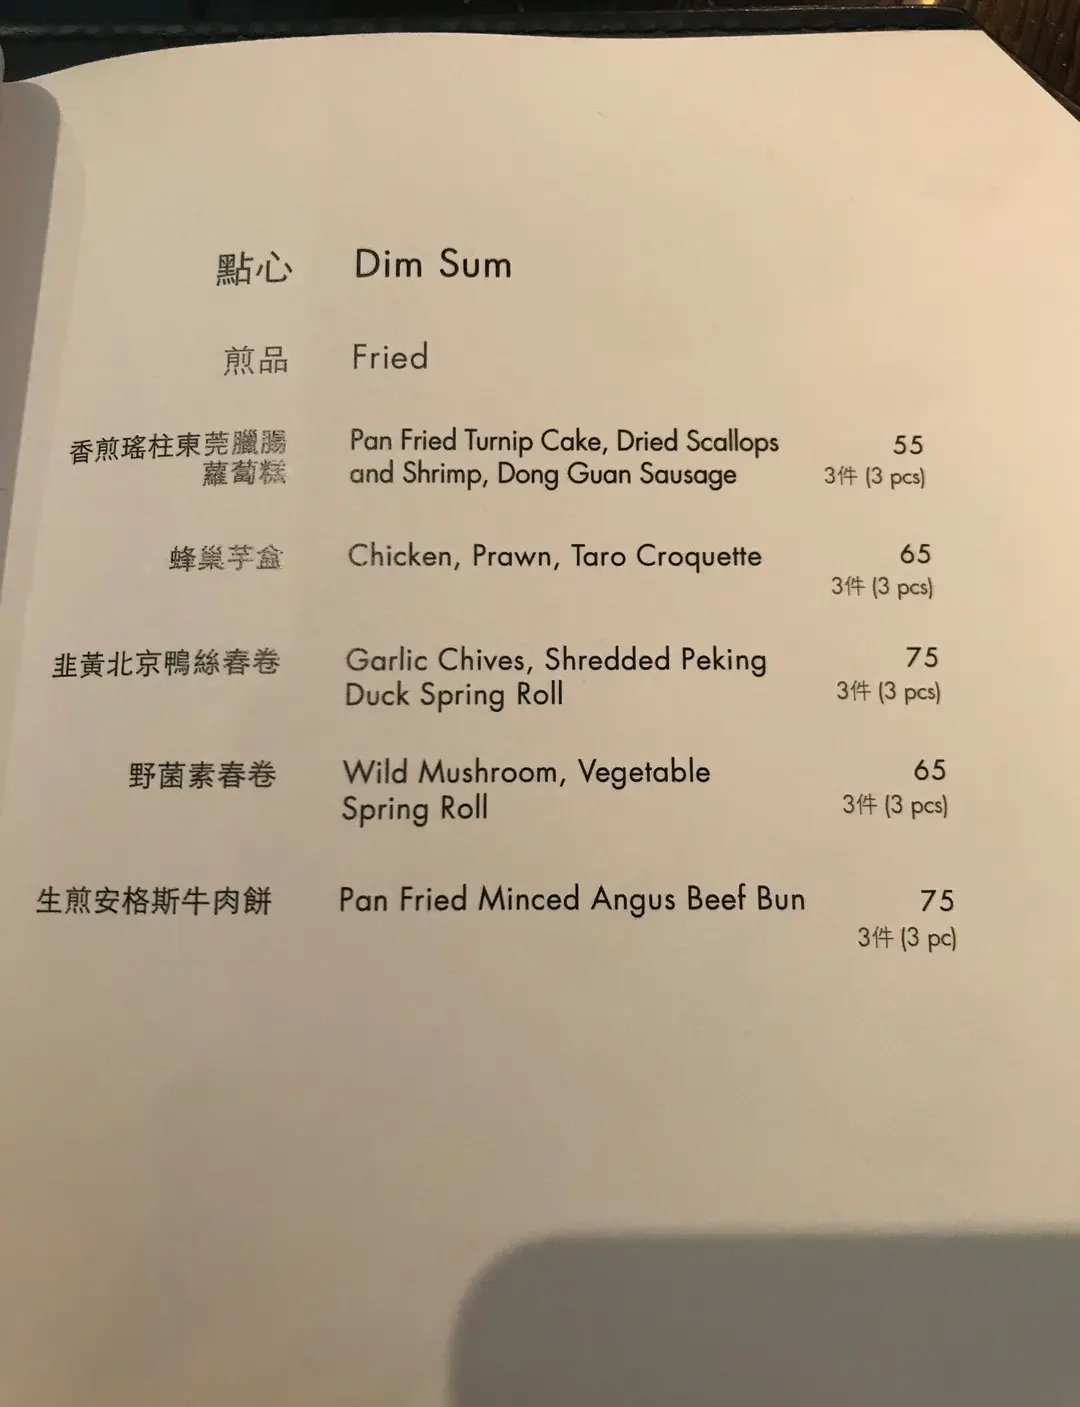 點心 Dim Sum
煎品 Fried
香煎瑤柱東莞臘腸 Pan Fried Turnip Cake, Dried Scallops 55
蘿蔔糕 and Shrimp, Dong Guan Sausage 3件 (3 pcs)
蜂巢芋盒 Chicken, Prawn, Taro Croquette 65
3件 (3 pcs)
韭黃北京鴨絲春卷 Garlic Chives, Shredded Peking 75
Duck Spring Roll 3件 (3 pcs)
野菌素春卷 Wild Mushroom, Vegetable 65
Spring Roll 3件 (3 pcs)
生煎安格斯牛肉餅 Pan Fried Minced Angus Beef Bun 75
3件 (3 pc)